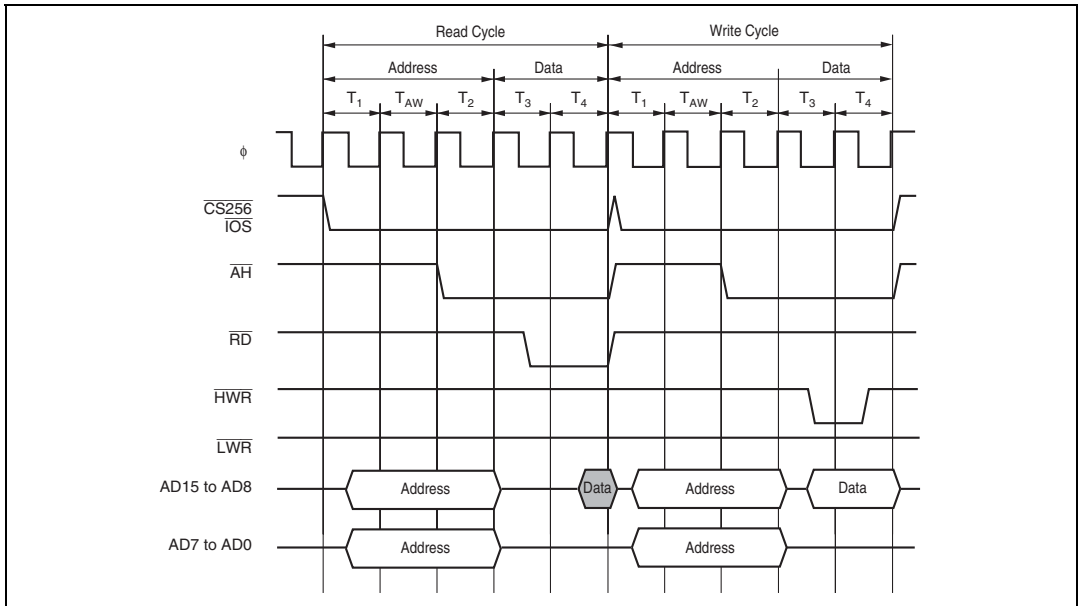 Read Cycle Write Cycle
Address Data Address Data
T1 TAW T2 T3 T4 T1 TAW T2 T3 T4
φ
CS256
IOS
AH
RD
HWR
LWR
AD15 to AD8 Address Data Address Data
AD7 to AD0 Address Address